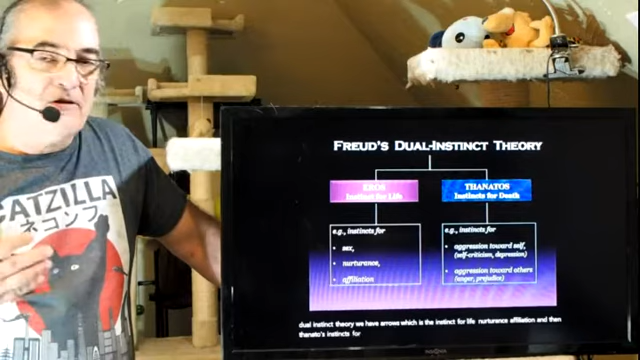 CATZILLA
ネコンフ
FREUD'S DUAL-INSTINCT THEORY
EROS
Instinct for Life
THANATOS
Instincts for Death
e.g., instincts for
• sex,
• nurturance,
• affiliation
e.g., instincts for
• aggression toward self,
(self-criticism, depression)
• aggression toward others
(anger, prejudice)
dual instinct theory we have arrows which is the instinct for life nurturance affiliation and then
thanato's instincts for